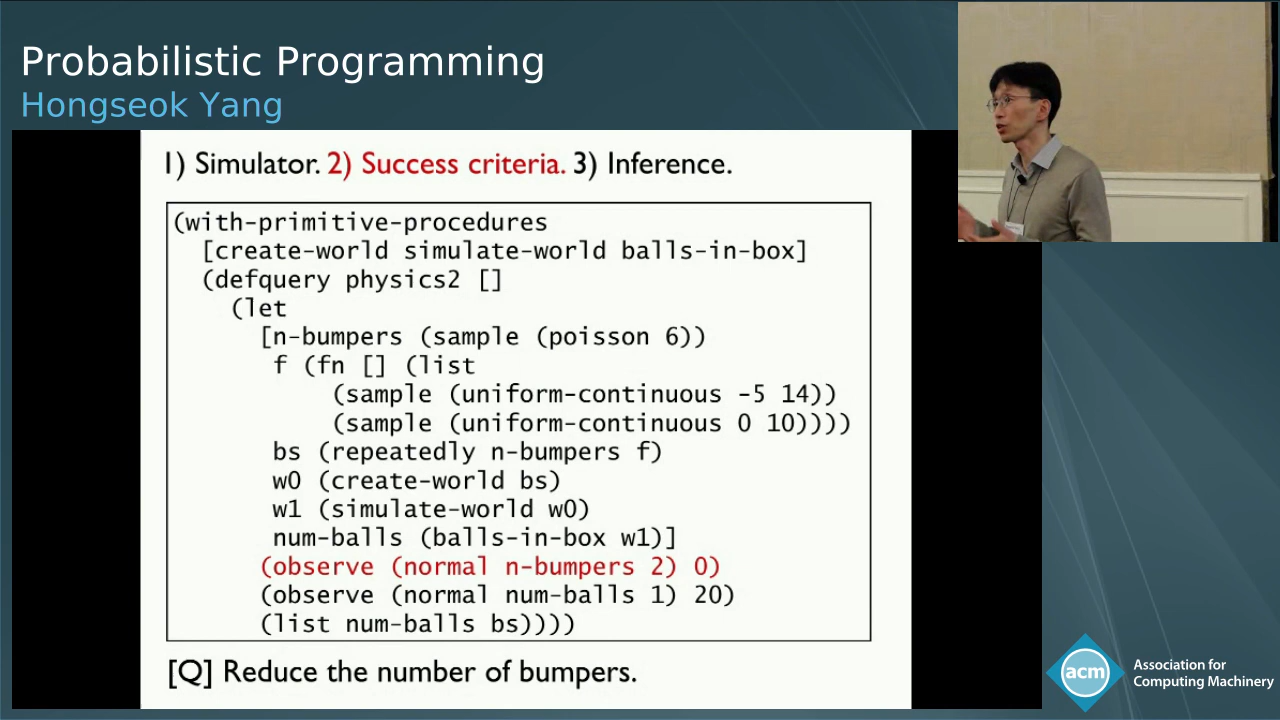 Probabilistic Programming
Hongseok Yang
1) Simulator. 2) Success criteria. 3) Inference.
(with-primitive-procedures
[create-world simulate-world balls-in-box]
(defquery physics2 []
(let
[n-bumpers (sample (poisson 6))
f (fn [] (list
(sample (uniform-continuous -5 14))
(sample (uniform-continuous 0 10))))
bs (repeatedly n-bumpers f)
w0 (create-world bs)
w1 (simulate-world w0)
num-balls (balls-in-box w1)]
(observe (normal n-bumpers 2) 0)
(observe (normal num-balls 1) 20)
(list num-balls bs))))
[Q] Reduce the number of bumpers.
acm
Association for
Computing Machinery